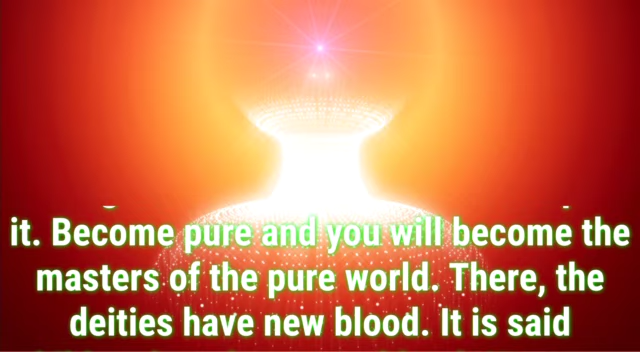 it. Become pure and you will become the
masters of the pure world. There, the
deities have new blood. It is said